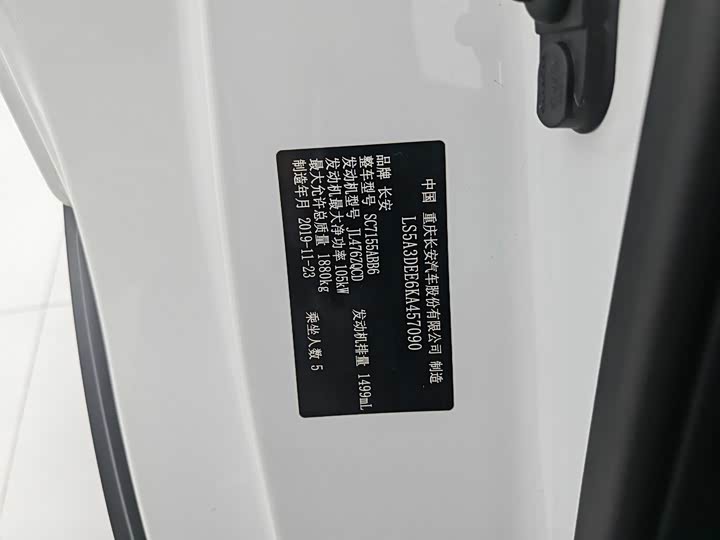 中国 重庆长安汽车股份有限公司 制造
LS5A3DEE6KA457090
品牌 长安
整车型号 SC7155ABB6
发动机型号 JL476ZQCD 发动机排量 1499mL
发动机最大净功率 105kW
最大允许总质量 1880kg 乘坐人数 5
制造年月 2019-11-23